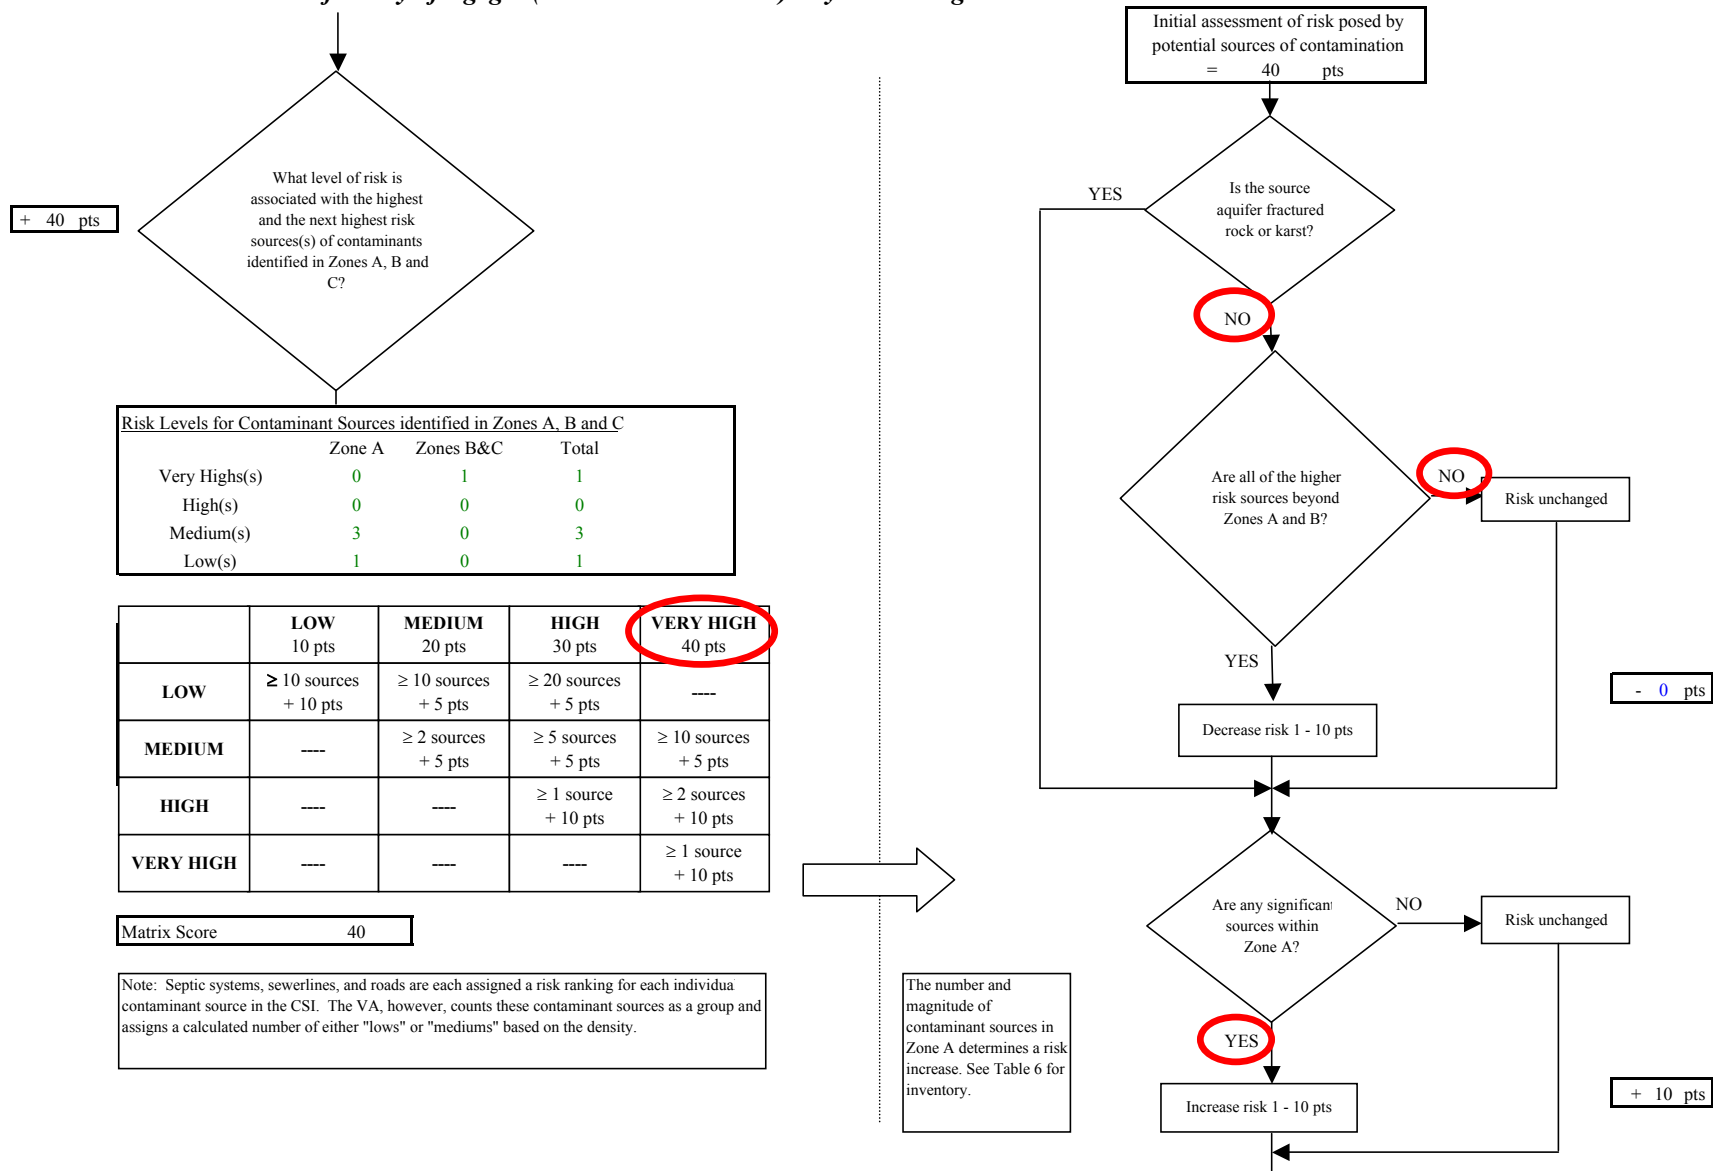 What level of risk is
associated with the highest
and the next highest risk
sources(s) of contaminants
identified in Zones A, B and
C?
+ 40 pts
Risk Levels for Contaminant Sources identified in Zones A, B and C
Zone A Zones B&C Total
Very Highs(s) 0 1 1
High(s) 0 0 0
Medium(s) 3 0 3
Low(s) 1 0 1
LOW MEDIUM HIGH VERY HIGH
10 pts 20 pts 30 pts 40 pts
LOW ≥ 10 sources ≥ 10 sources ≥ 20 sources ----
+ 10 pts + 5 pts + 5 pts
MEDIUM ---- ≥ 2 sources ≥ 5 sources ≥ 10 sources
+ 5 pts + 5 pts + 5 pts
HIGH ---- ---- ≥ 1 source ≥ 2 sources
+ 10 pts + 10 pts
VERY HIGH ---- ---- ---- ≥ 1 source
+ 10 pts
Matrix Score 40
Note: Septic systems, sewerlines, and roads are each assigned a risk ranking for each individua
contaminant source in the CSI. The VA, however, counts these contaminant sources as a group and
assigns a calculated number of either "lows" or "mediums" based on the density.
Initial assessment of risk posed by
potential sources of contamination
= 40 pts
YES
Is the source
aquifer fractured
rock or karst?
NO
Are all of the higher
risk sources beyond
Zones A and B?
NO
Risk unchanged
YES
- 0 pts
Decrease risk 1 - 10 pts
Are any significant
sources within
Zone A?
NO
Risk unchanged
The number and
magnitude of
contaminant sources in
Zone A determines a risk
increase. See Table 6 for
inventory.
YES
+ 10 pts
Increase risk 1 - 10 pts